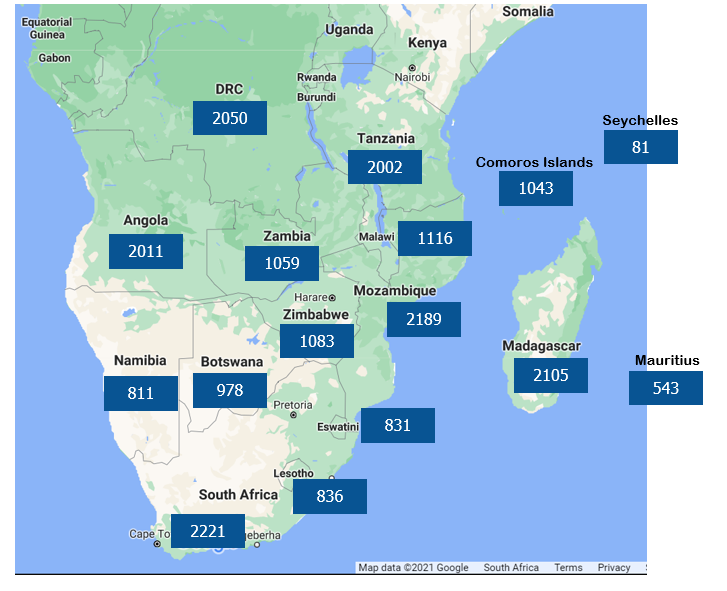 Somalia
Equatorial
Guinea
Uganda
Kenya
Gabon
Rwanda
Nairobi
DRC
Burundi
2050
Seychelles
81
Tanzania
2002
Comoros Islands
1043
Angola
2011
Zambia
1059
Malawi
1116
Mozambique
2189
Harare
Zimbabwe
1083
Madagascar
2105
Mauritius
543
Namibia
811
Botswana
978
Pretoria
Eswatini
831
Lesotho
836
South Africa
2221
Cape To
eberha
Map data ©2021 Google South Africa Terms Privacy